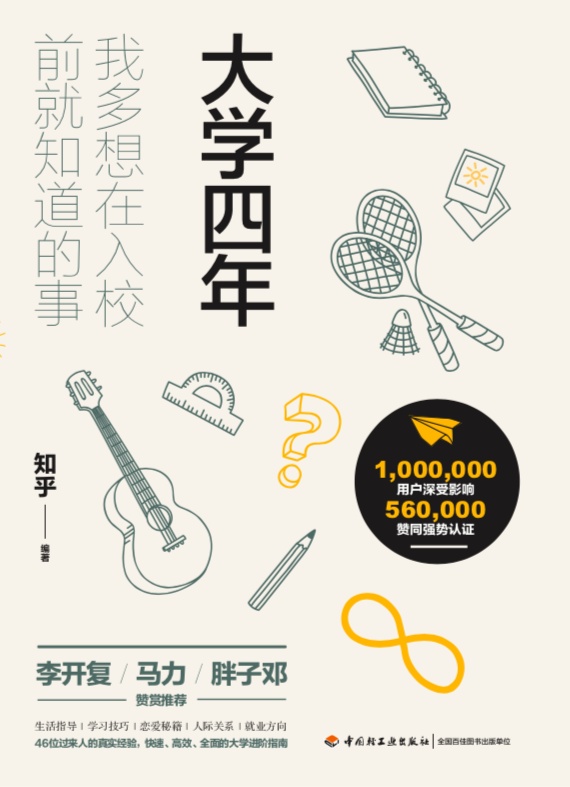 大学四年
我多想在入校
前就知道的事
知乎
编著
1,000,000
用户深受影响
560,000
赞同强势认证
李开复 / 马力 / 胖子邓
赞赏推荐
生活指导 | 学习技巧 | 恋爱秘籍 | 人际关系 | 就业方向
46位过来人的真实经验，快速、高效、全面的大学进阶指南
中国轻工业出版社 | 全国百佳图书出版单位